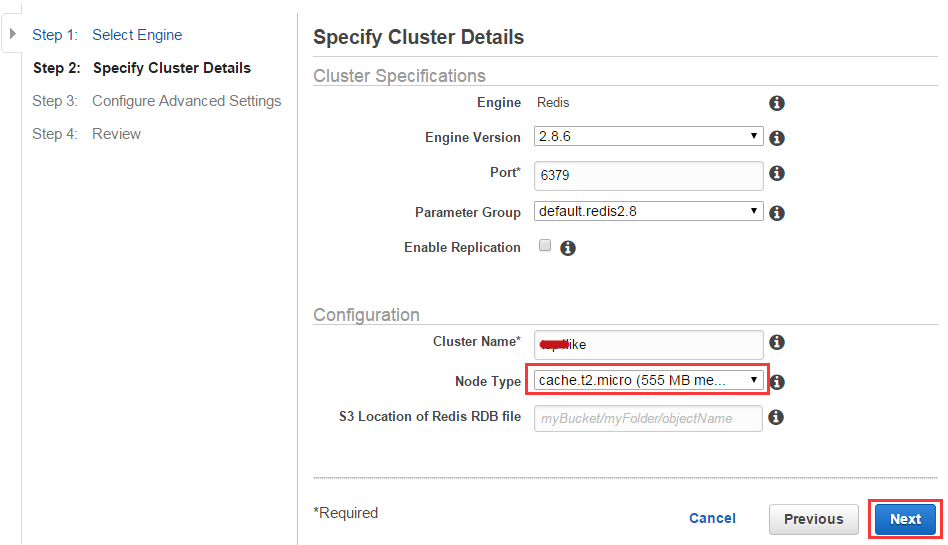 Step 1: Select Engine
Step 2: Specify Cluster Details
Step 3: Configure Advanced Settings
Step 4: Review
Specify Cluster Details
Cluster Specifications
Engine Redis
Engine Version 2.8.6
Port* 6379
Parameter Group default.redis2.8
Enable Replication
Configuration
Cluster Name* like
Node Type cache.t2.micro (555 MB me...
S3 Location of Redis RDB file myBucket/myFolder/objectName
*Required
Cancel Previous Next